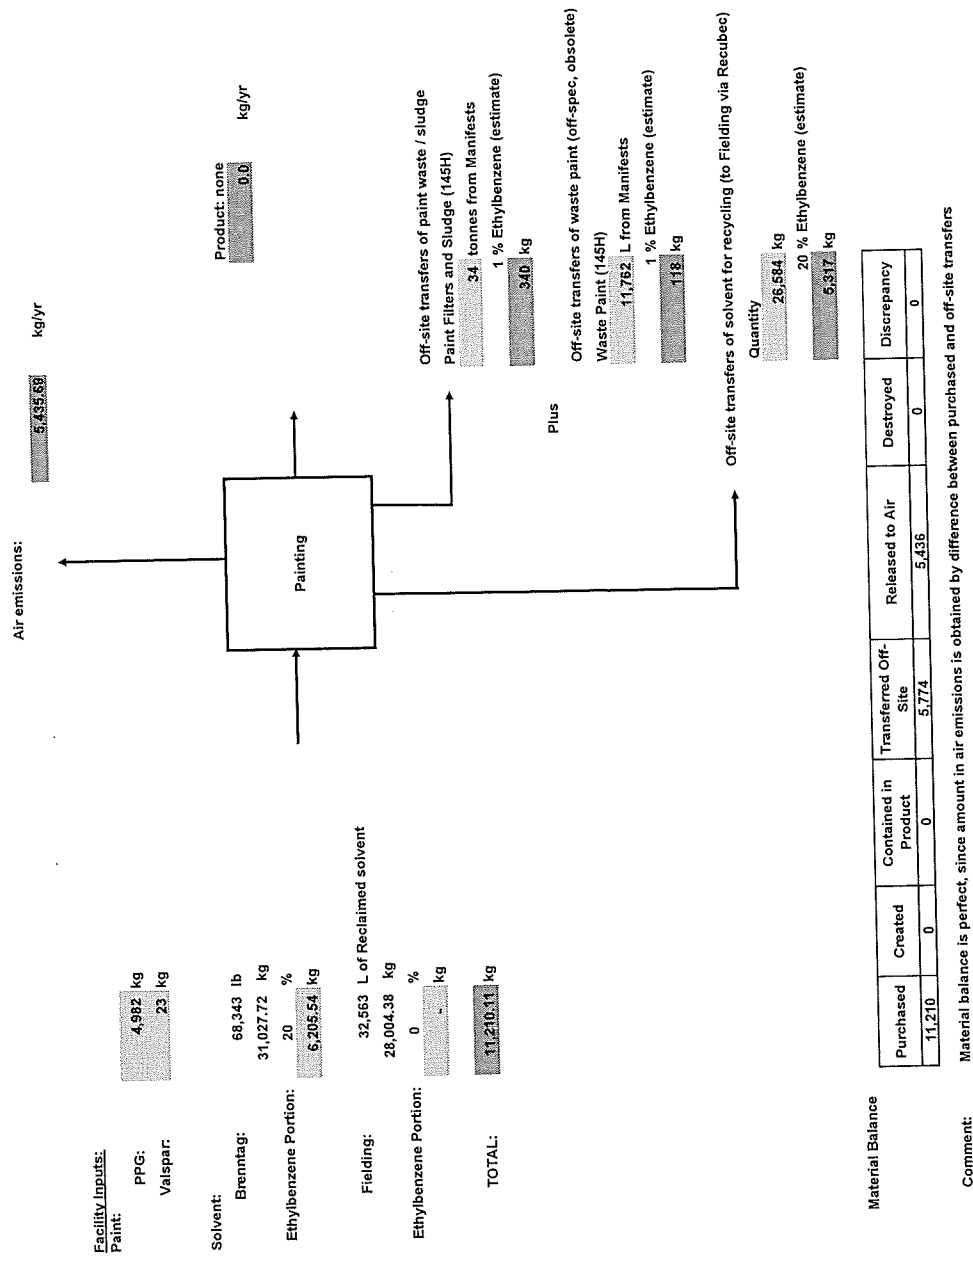 Air emissions:
5,435.69 kg/yr
Facility Inputs:
Paint:
PPG: 4,982 kg
Valspar: 23 kg
Product: none
0.0 kg/yr
Solvent:
Brenntag: 68,343 lb
31,027.72 kg
Ethylbenzene Portion: 20 %
6,205.54 kg
Painting
Fielding: 32,563 L of Reclaimed solvent
28,004.38 kg
Ethylbenzene Portion: 0 %
- kg
TOTAL: 11,210.11 kg
Off-site transfers of paint waste / sludge
Paint Filters and Sludge (145H)
34 tonnes from Manifests
1 % Ethylbenzene (estimate)
340 kg
Plus
Off-site transfers of waste paint (off-spec, obsolete)
Waste Paint (145H)
11,762 L from Manifests
1 % Ethylbenzene (estimate)
118 kg
Off-site transfers of solvent for recycling (to Fielding via Recubec)
Quantity
26,584 kg
20 % Ethylbenzene (estimate)
5,317 kg
Material Balance
Purchased Created Contained in Product Transferred Off-Site Released to Air Destroyed Discrepancy
11,210 0 0 5,774 5,436 0 0
Comment: Material balance is perfect, since amount in air emissions is obtained by difference between purchased and off-site transfers